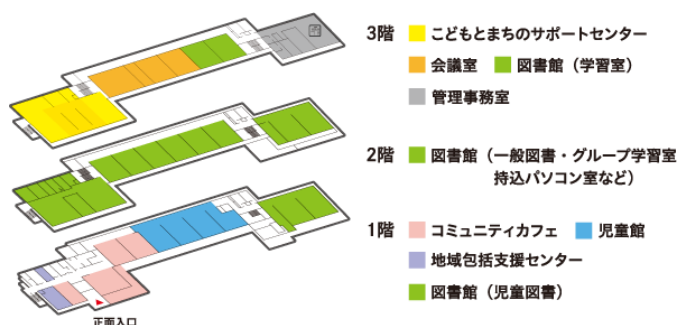 3階 こどもとまちのサポートセンター
会議室 図書館（学習室）
管理事務室
2階 図書館（一般図書・グループ学習室
持込パソコン室など）
1階 コミュニティカフェ 児童館
地域包括支援センター
図書館（児童図書）
正面入口